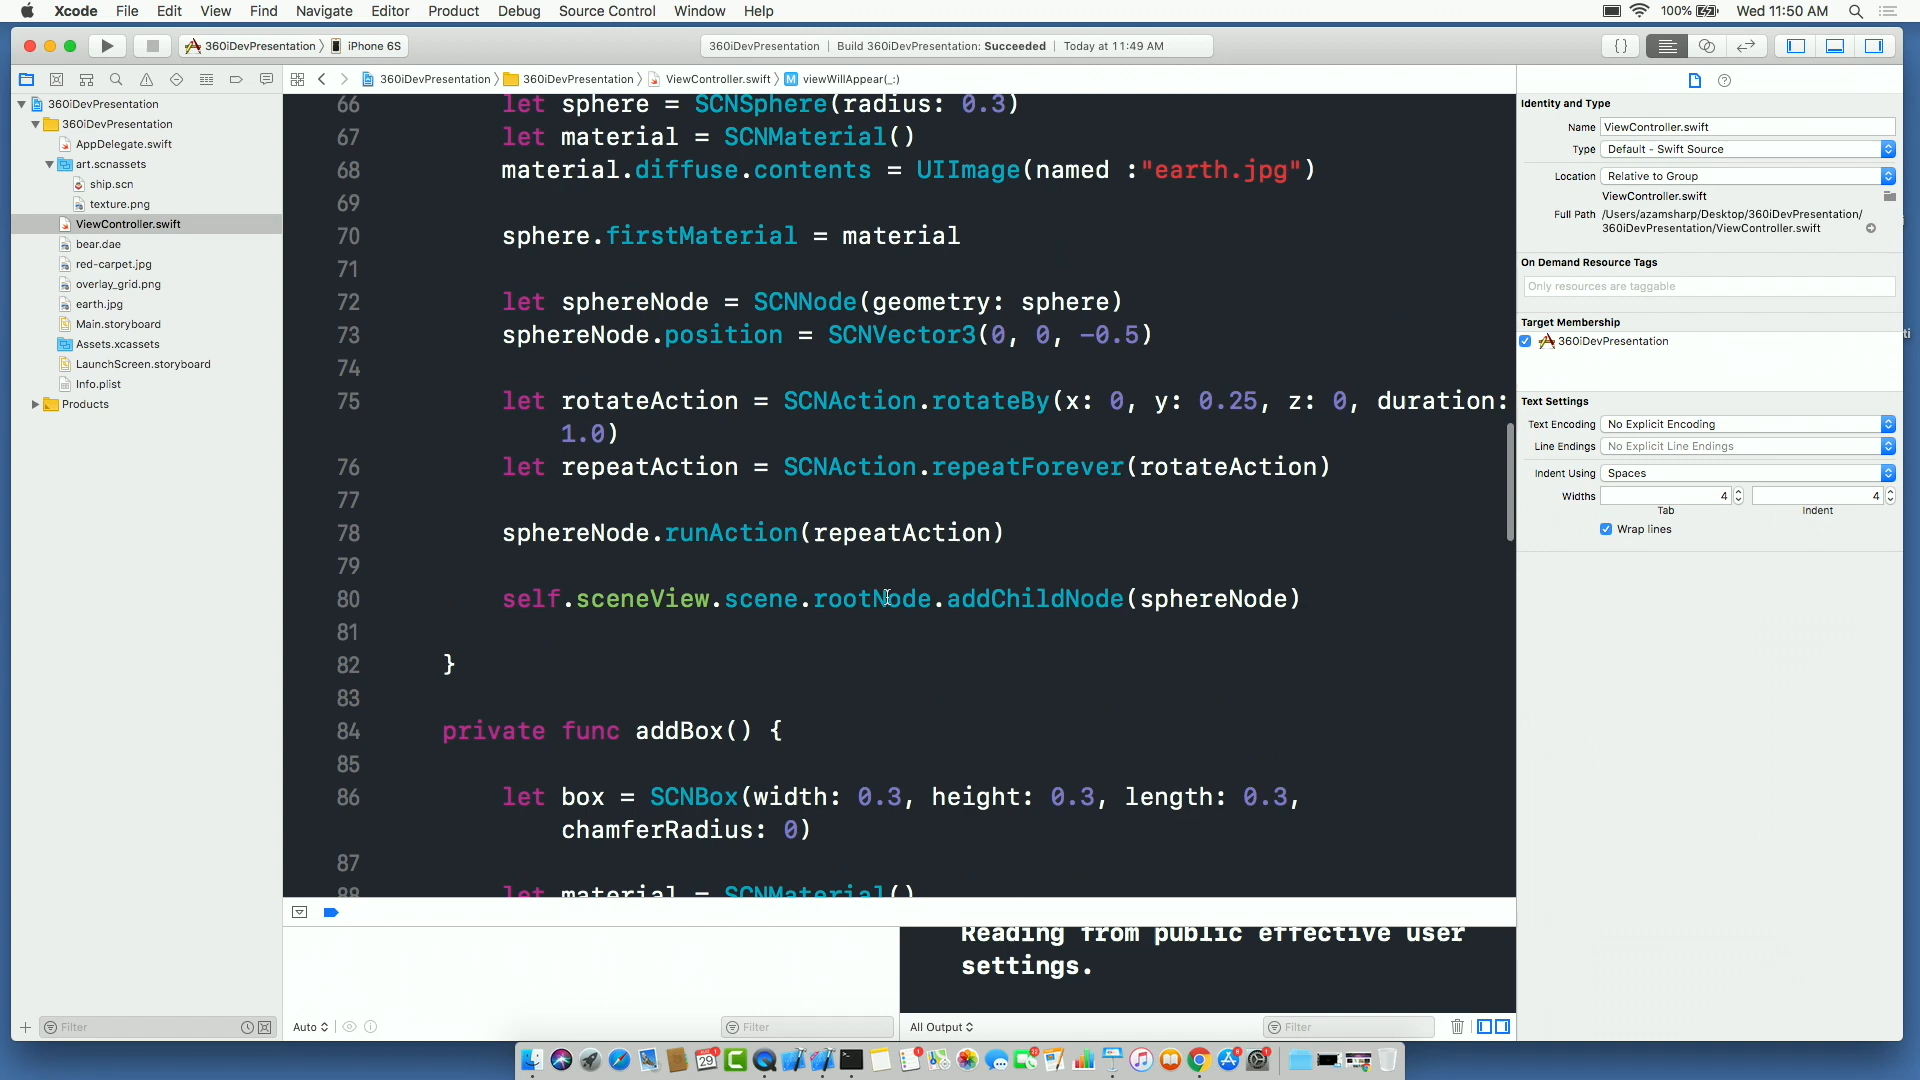 Xcode File Edit View Find Navigate Editor Product Debug Source Control Window Help 100% Wed 11:50 AM
360iDevPresentation iPhone 6S 360iDevPresentation Build 360iDevPresentation: Succeeded Today at 11:49 AM
360iDevPresentation 360iDevPresentation ViewController.swift M viewWillAppear(_:)
360iDevPresentation
360iDevPresentation
AppDelegate.swift
art.scnassets
ship.scn
texture.png
ViewController.swift
bear.dae
red-carpet.jpg
overlay_grid.png
earth.jpg
Main.storyboard
Assets.xcassets
LaunchScreen.storyboard
Info.plist
Products
Filter
66 let sphere = SCNSphere(radius: 0.3)
67 let material = SCNMaterial()
68 material.diffuse.contents = UIImage(named :"earth.jpg")
69
70 sphere.firstMaterial = material
71
72 let sphereNode = SCNNode(geometry: sphere)
73 sphereNode.position = SCNVector3(0, 0, -0.5)
74
75 let rotateAction = SCNAction.rotateBy(x: 0, y: 0.25, z: 0, duration:
1.0)
76 let repeatAction = SCNAction.repeatForever(rotateAction)
77
78 sphereNode.runAction(repeatAction)
79
80 self.sceneView.scene.rootNode.addChildNode(sphereNode)
81
82 }
83
84 private func addBox() {
85
86 let box = SCNBox(width: 0.3, height: 0.3, length: 0.3,
chamferRadius: 0)
87
88 let material = SCNMaterial()
Reading from public effective user
settings.
Auto Filter All Output Filter
Identity and Type
Name ViewController.swift
Type Default - Swift Source
Location Relative to Group
ViewController.swift
Full Path /Users/azamsharp/Desktop/360iDevPresentation/
360iDevPresentation/ViewController.swift
On Demand Resource Tags
Only resources are taggable
Target Membership
360iDevPresentation
Text Settings
Text Encoding No Explicit Encoding
Line Endings No Explicit Line Endings
Indent Using Spaces
Widths 4 4
Tab Indent
Wrap lines